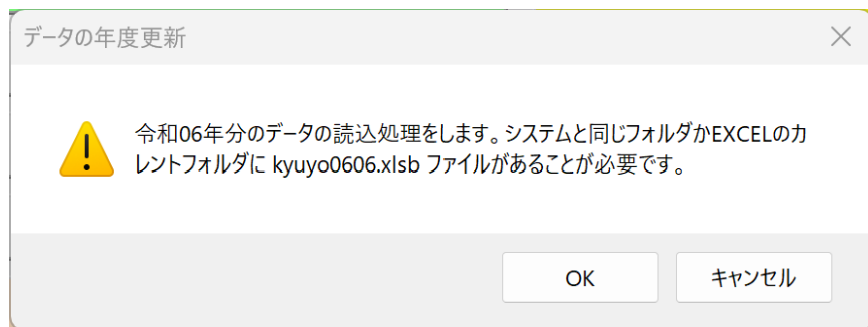 データの年度更新
令和06年分のデータの読込処理をします。システムと同じフォルダかEXCELのカ
レントフォルダに kyuyo0606.xlsb ファイルがあることが必要です。
OK
キャンセル